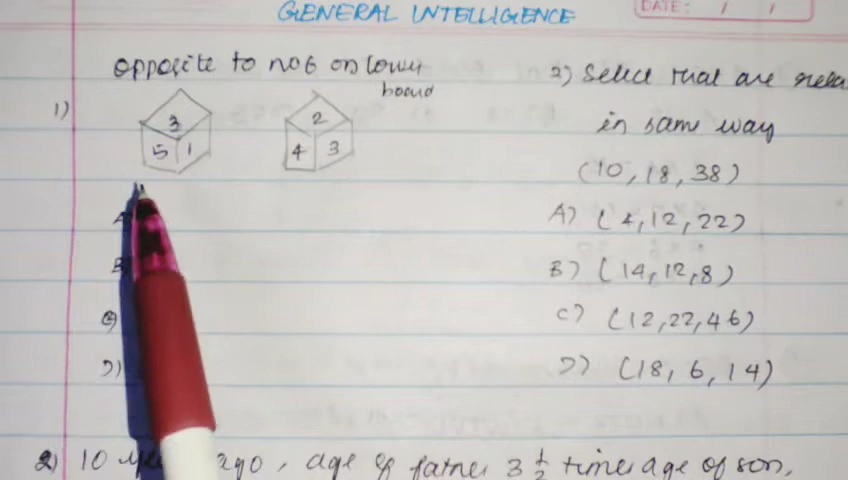 GENERAL INTELLIGENCE
DATE: / /
opposite to no 6 on lower
board
1)
3
5 1
2
4 3
2) Select that are
in same way
(10, 18, 38)
A) (4, 12, 22)
B) (14, 12, 8)
C) (12, 22, 46)
D) (18, 6, 14)
D)
2) 10 ago, age of father 3 1/2 time age of son,